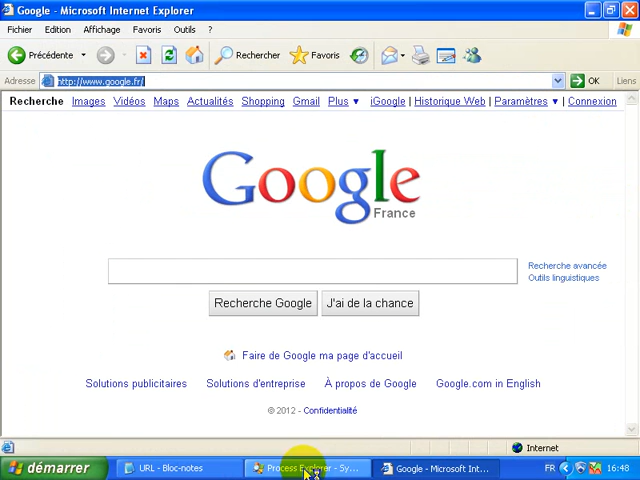 Google - Microsoft Internet Explorer
Fichier Edition Affichage Favoris Outils ?
Précédente Rechercher Favoris
Adresse http://www.google.fr/ OK Liens
Recherche Images Vidéos Maps Actualités Shopping Gmail Plus ▼ iGoogle | Historique Web | Paramètres ▼ | Connexion
Google
France
Recherche avancée
Outils linguistiques
Recherche Google J'ai de la chance
Faire de Google ma page d'accueil
Solutions publicitaires Solutions d'entreprise À propos de Google Google.com in English
© 2012 - Confidentialité
Internet
démarrer URL - Bloc-notes Process Explorer - Sy... Google - Microsoft Int... FR 16:48